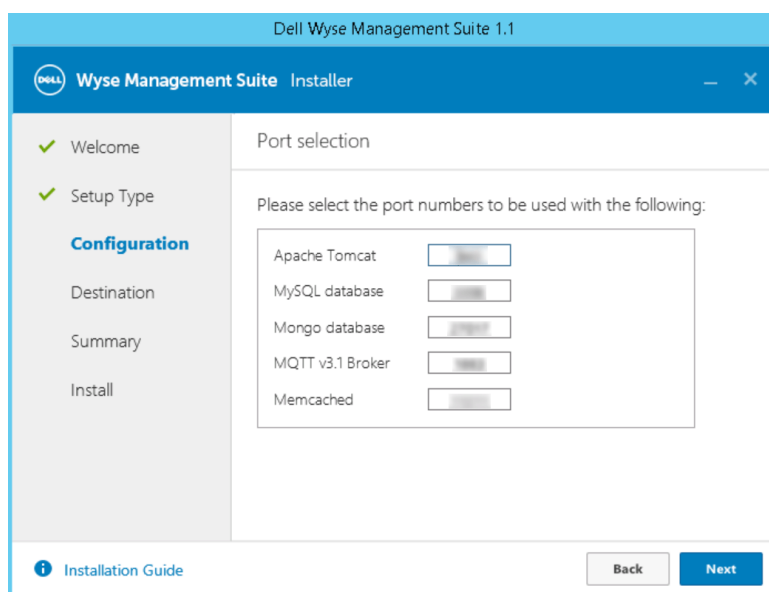 Dell Wyse Management Suite 1.1
DELL Wyse Management Suite Installer
Welcome
Port selection
Setup Type
Please select the port numbers to be used with the following:
Configuration
Apache Tomcat
MySQL database
Destination
Mongo database
Summary
MQTT v3.1 Broker
Install
Memcached
Installation Guide
Back
Next